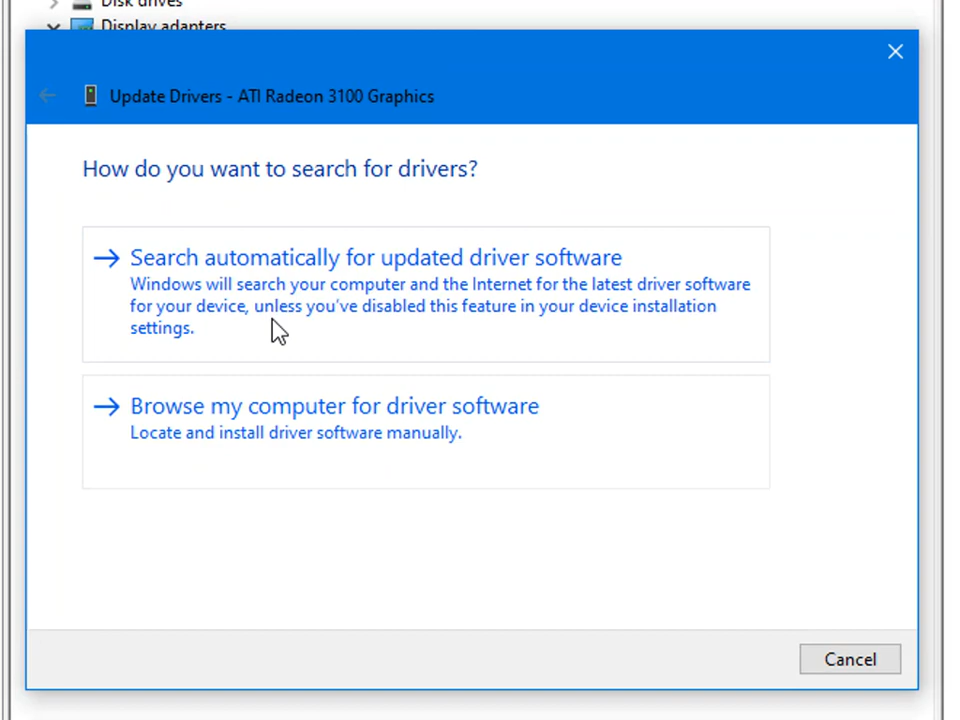 Disk drives
Display adapters
Update Drivers - ATI Radeon 3100 Graphics
How do you want to search for drivers?
Search automatically for updated driver software
Windows will search your computer and the Internet for the latest driver software
for your device, unless you've disabled this feature in your device installation
settings.
Browse my computer for driver software
Locate and install driver software manually.
Cancel